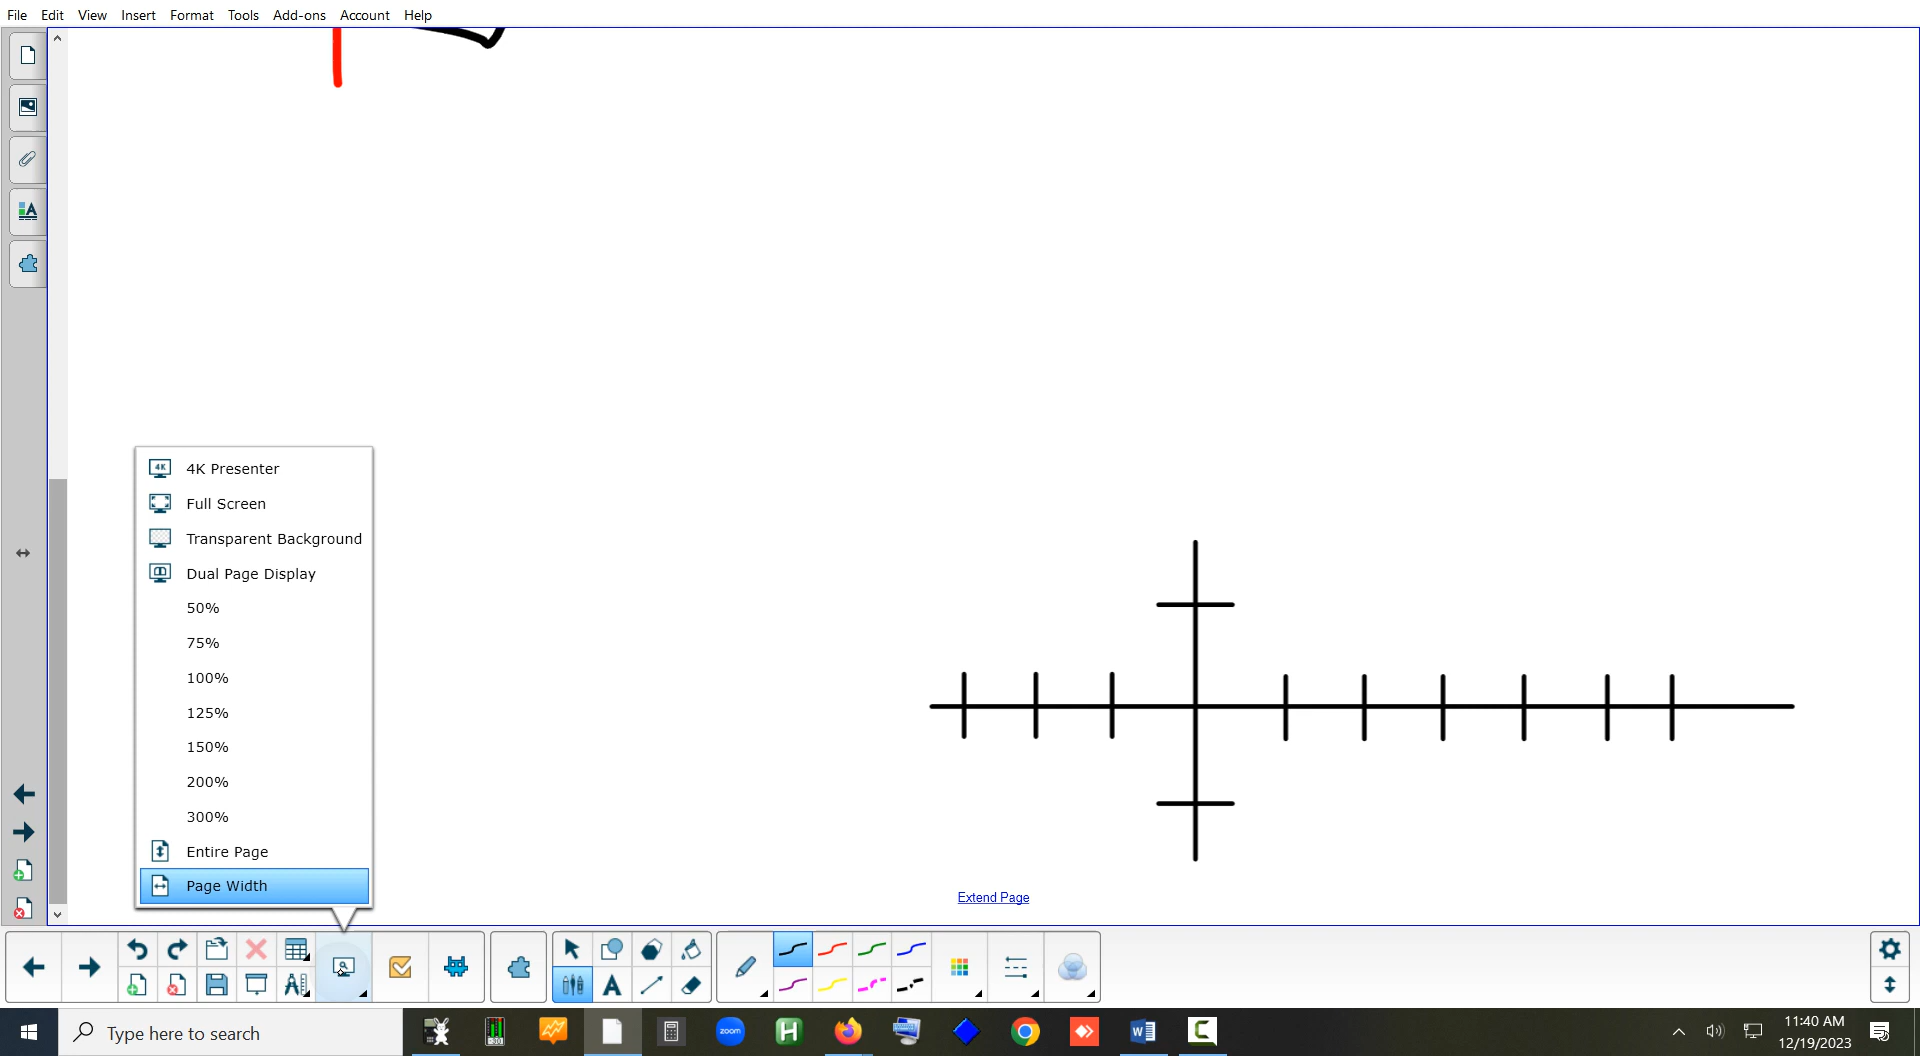 File Edit View Insert Format Tools Add-ons Account Help
4K 4K Presenter
Full Screen
Transparent Background
Dual Page Display
50%
75%
100%
125%
150%
200%
300%
Entire Page
Page Width
Extend Page
Type here to search
zoom
11:40 AM
12/19/2023